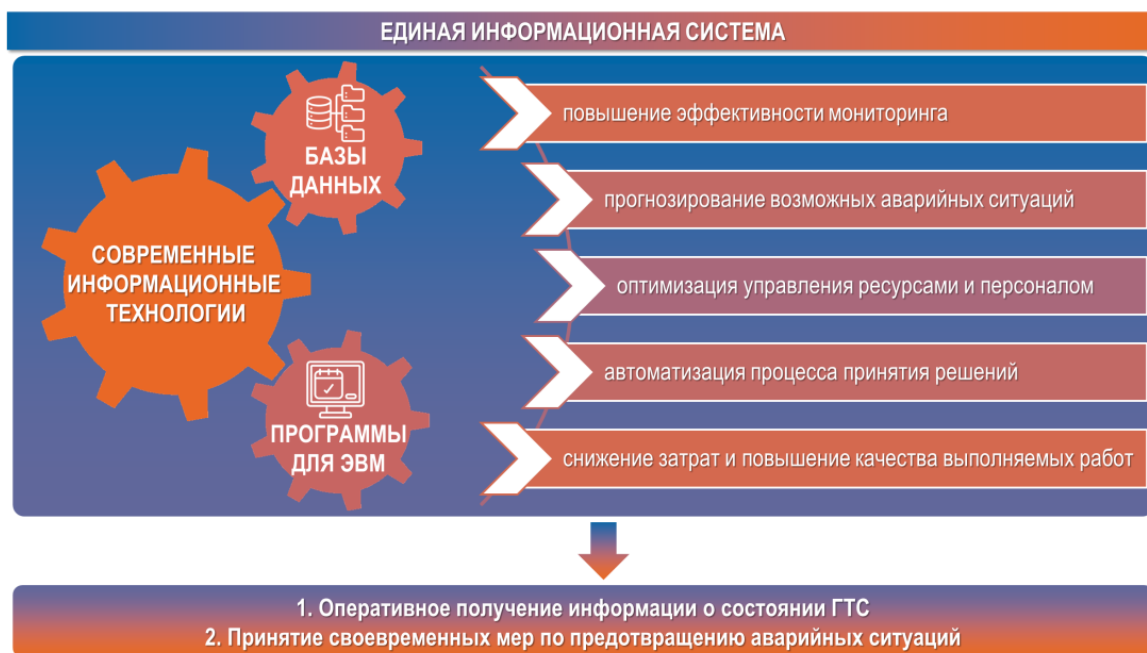 ЕДИНАЯ ИНФОРМАЦИОННАЯ СИСТЕМА
БАЗЫ
ДАННЫХ
СОВРЕМЕННЫЕ
ИНФОРМАЦИОННЫЕ
ТЕХНОЛОГИИ
ПРОГРАММЫ
ДЛЯ ЭВМ
повышение эффективности мониторинга
прогнозирование возможных аварийных ситуаций
оптимизация управления ресурсами и персоналом
автоматизация процесса принятия решений
снижение затрат и повышение качества выполняемых работ
1. Оперативное получение информации о состоянии ГТС
2. Принятие своевременных мер по предотвращению аварийных ситуаций